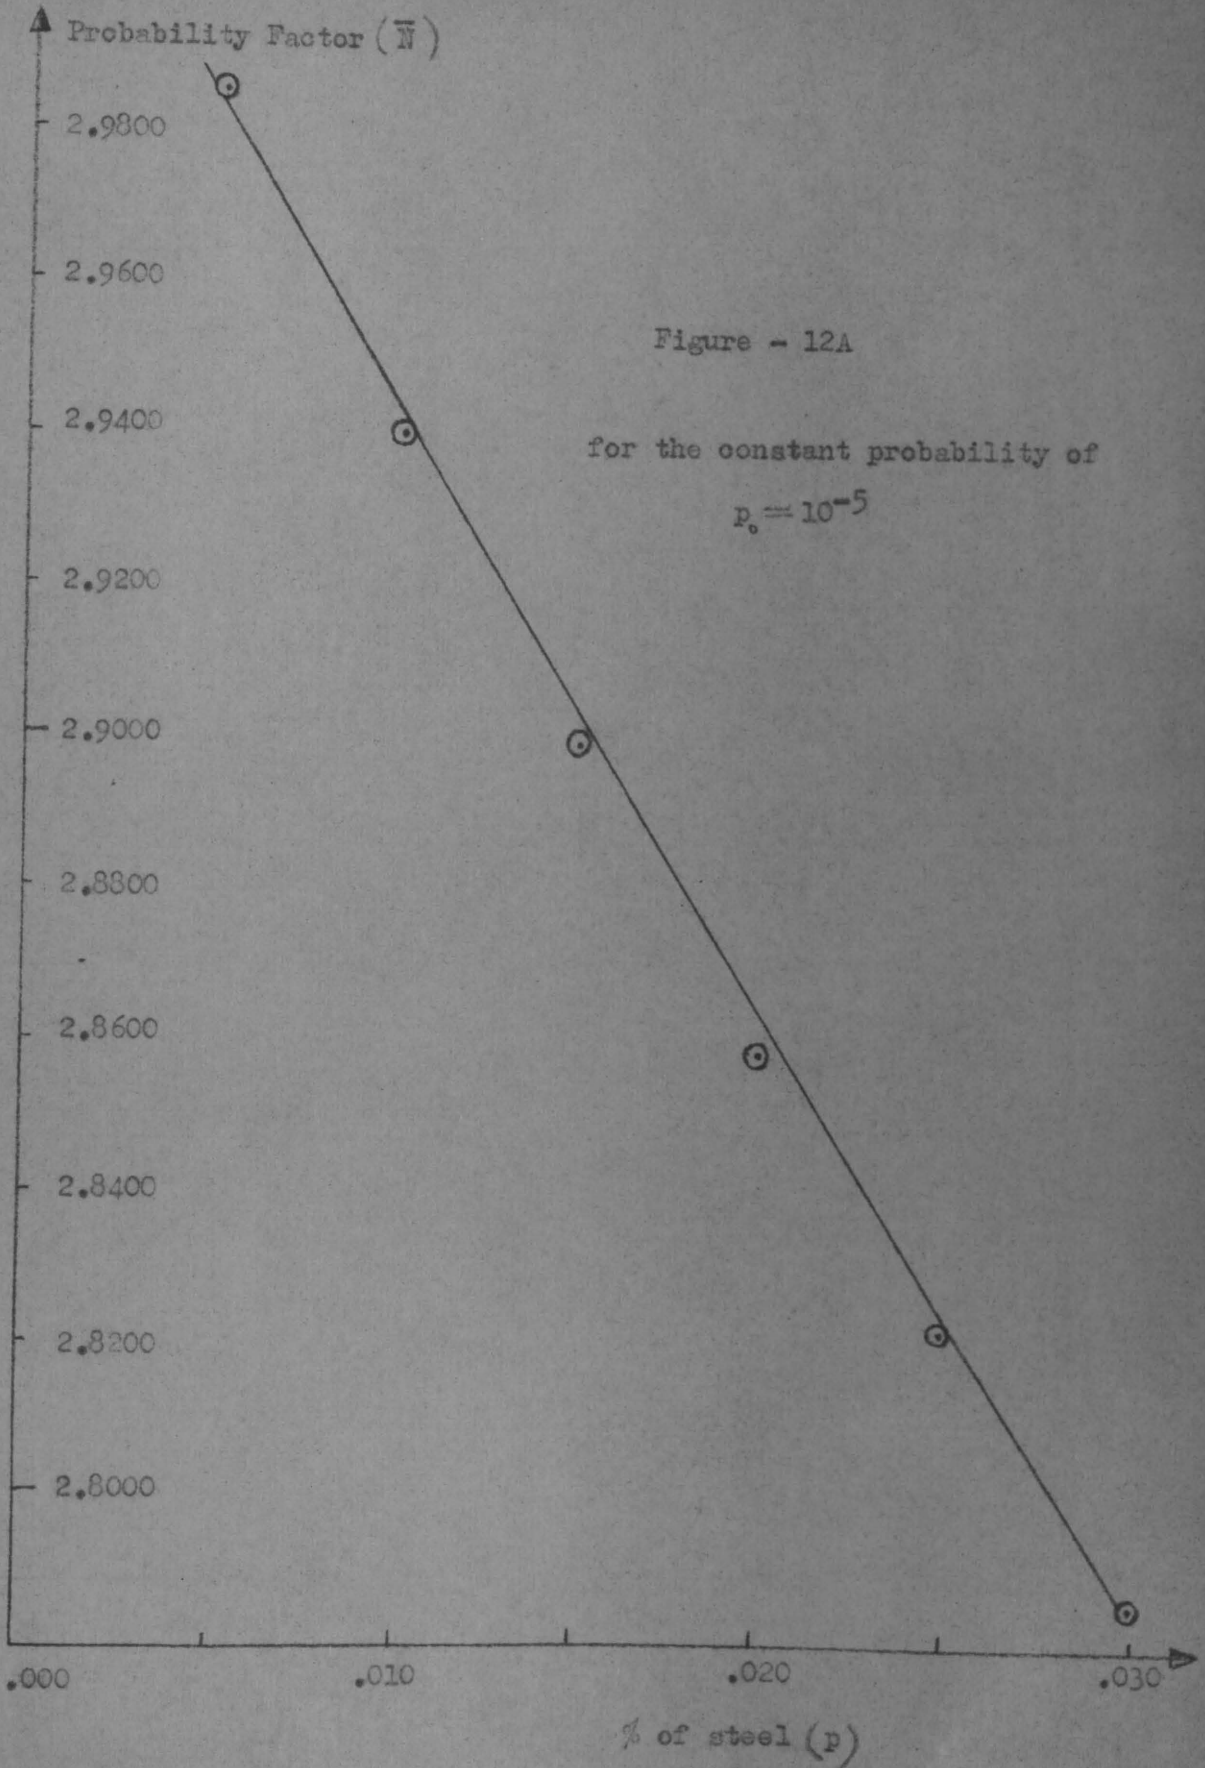 Probability Factor (N̅)
2.9800
2.9600
Figure - 12A
2.9400
for the constant probability of
p₀ = 10⁻⁵
2.9200
2.9000
2.8800
2.8600
2.8400
2.8200
2.8000
.000 .010 .020 .030
% of steel (p)